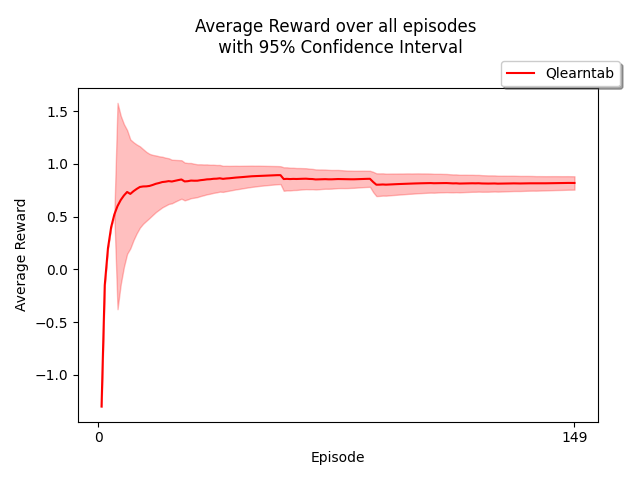 Average Reward over all episodes
with 95% Confidence Interval
Qlearntab
1.5
1.0
0.5
0.0
−0.5
−1.0
Average Reward
0
149
Episode